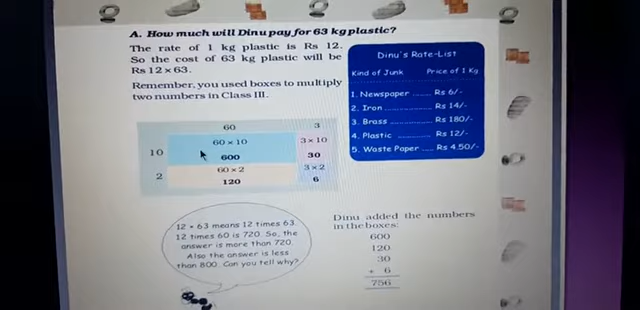 A. How much will Dinu pay for 63 kg plastic?
The rate of 1 kg plastic is Rs 12.
So the cost of 63 kg plastic will be
Rs 12 × 63.
Remember, you used boxes to multiply
two numbers in Class III.
Dinu's Rate-List
Kind of Junk Price of 1 Kg
1. Newspaper ...... Rs 6/-
2. Iron .............. Rs 14/-
3. Brass ............ Rs 180/-
4. Plastic .......... Rs 12/-
5. Waste Paper .... Rs 4.50/-
60 3
10 60 × 10 3 × 10
600 30
2 60 × 2 3 × 2
120 6
12 × 63 means 12 times 63.
12 times 60 is 720. So, the
answer is more than 720.
Also the answer is less
than 800. Can you tell why?
Dinu added the numbers
in the boxes:
600
120
30
+ 6
756